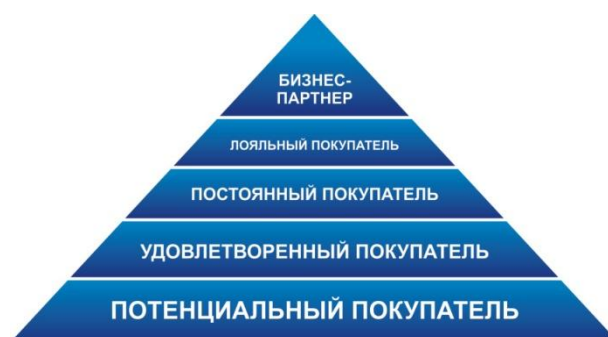 БИЗНЕС-
ПАРТНЕР
ЛОЯЛЬНЫЙ ПОКУПАТЕЛЬ
ПОСТОЯННЫЙ ПОКУПАТЕЛЬ
УДОВЛЕТВОРЕННЫЙ ПОКУПАТЕЛЬ
ПОТЕНЦИАЛЬНЫЙ ПОКУПАТЕЛЬ